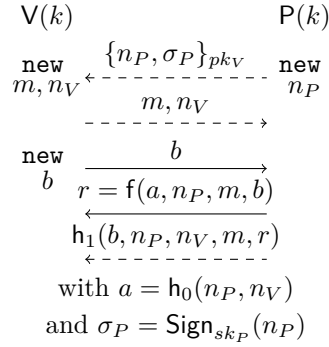 V(k) P(k)
new {n_P, σ_P}_{pk_V} new
m, n_V n_P
m, n_V
new b
b r = f(a, n_P, m, b)
h_1(b, n_P, n_V, m, r)
with a = h_0(n_P, n_V)
and σ_P = Sign_{sk_P}(n_P)